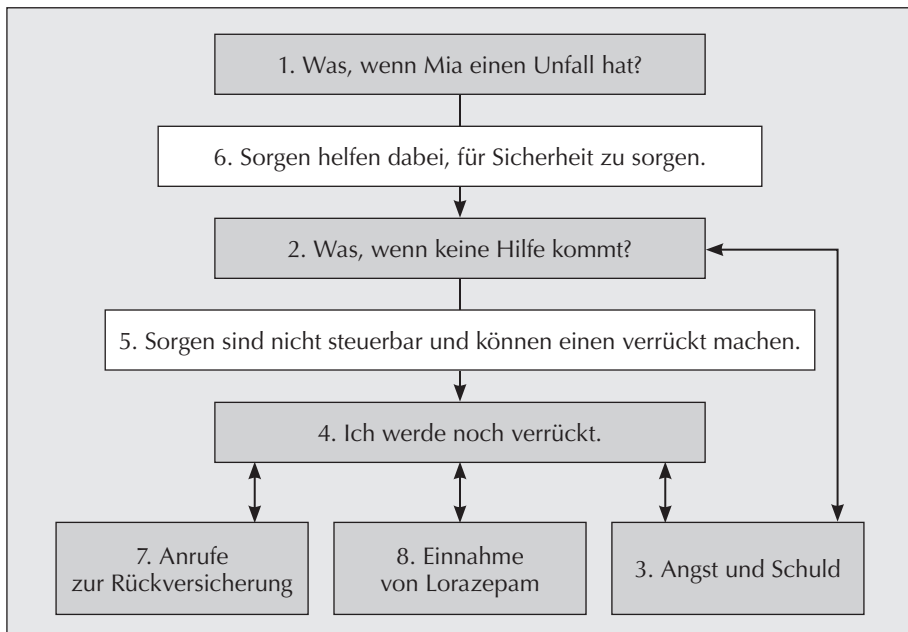 1. Was, wenn Mia einen Unfall hat?
6. Sorgen helfen dabei, für Sicherheit zu sorgen.
2. Was, wenn keine Hilfe kommt?
5. Sorgen sind nicht steuerbar und können einen verrückt machen.
4. Ich werde noch verrückt.
7. Anrufe
zur Rückversicherung
8. Einnahme
von Lorazepam
3. Angst und Schuld